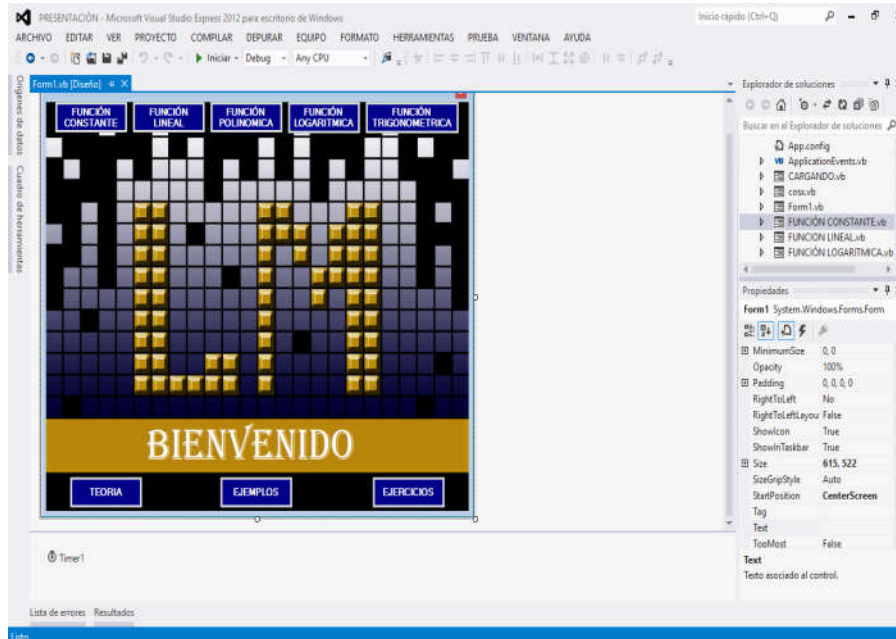 PRESENTACIÓN - Microsoft Visual Studio Express 2012 para escritorio de Windows
Inicio rápido (Ctrl+Q)
ARCHIVO EDITAR VER PROYECTO COMPILAR DEPURAR EQUIPO FORMATO HERRAMIENTAS PRUEBA VENTANA AYUDA
Iniciar Debug Any CPU
Orígenes de datos
Cuadro de herramientas
Form1.vb [Diseño]
FUNCIÓN CONSTANTE
FUNCIÓN LINEAL
FUNCIÓN POLINOMICA
FUNCIÓN LOGARITMICA
FUNCIÓN TRIGONOMETRICA
LM
BIENVENIDO
TEORIA
EJEMPLOS
EJERCICIOS
Timer1
Lista de errores Resultados
Listo
Explorador de soluciones
Buscar en el Explorador de soluciones
App.config
VB ApplicationEvents.vb
CARGANDO.vb
cosx.vb
Form1.vb
FUNCIÓN CONSTANTE.vb
FUNCION LINEAL.vb
FUNCIÓN LOGARITMICA.vb
Propiedades
Form1 System.Windows.Forms.Form
MinimumSize 0, 0
Opacity 100%
Padding 0, 0, 0, 0
RightToLeft No
RightToLeftLayou False
ShowIcon True
ShowInTaskbar True
Size 615, 522
SizeGripStyle Auto
StartPosition CenterScreen
Tag
Text
TopMost False
Text
Texto asociado al control.